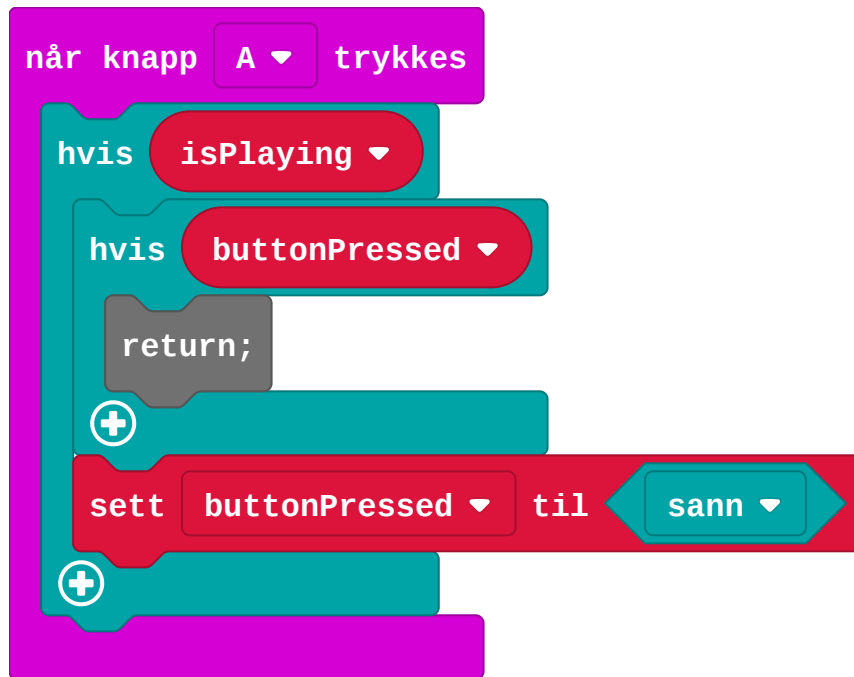 når knapp A trykkes
hvis isPlaying
hvis buttonPressed
return;
sett buttonPressed til sann